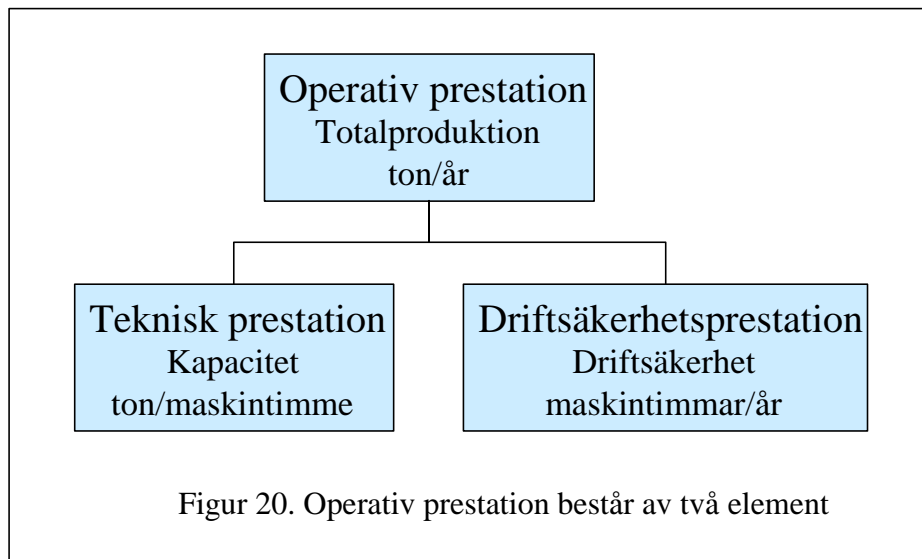 Operativ prestation
Totalproduktion
ton/år
Teknisk prestation
Kapacitet
ton/maskintimme
Driftsäkerhetsprestation
Driftsäkerhet
maskintimmar/år
Figur 20. Operativ prestation består av två element